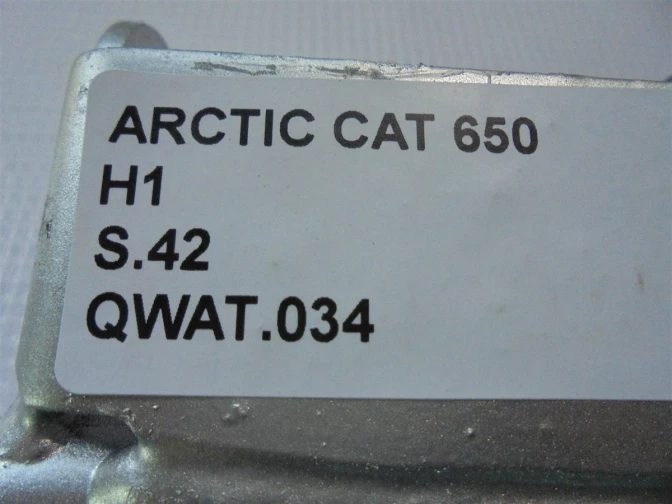 ARCTIC CAT 650
H1
S.42
QWAT.034